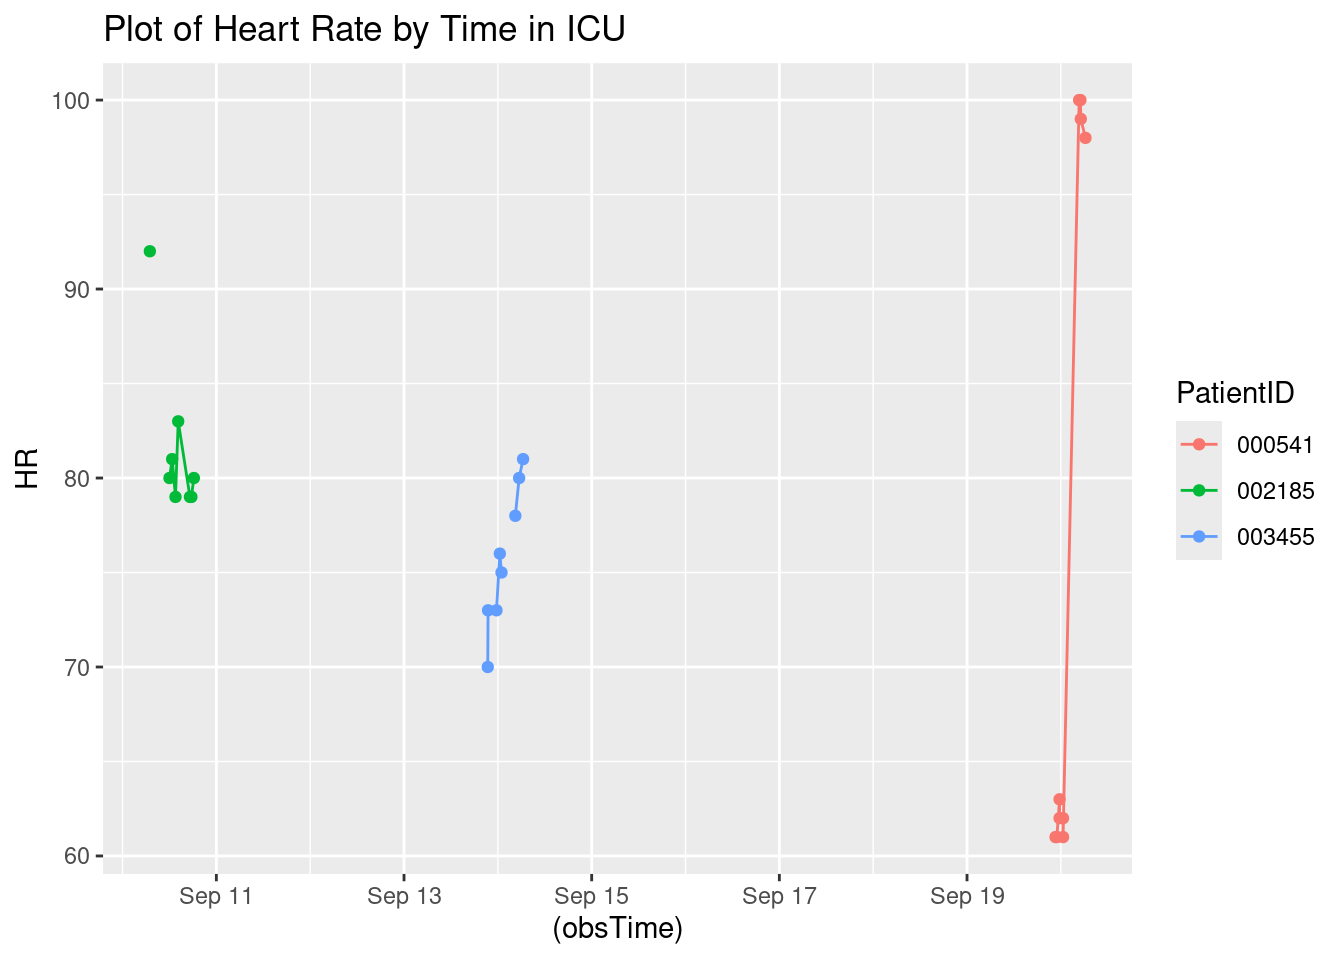 Plot of Heart Rate by Time in ICU
100
90
80
70
60
HR
Sep 11
Sep 13
Sep 15
Sep 17
Sep 19
(obsTime)
PatientID
000541
002185
003455